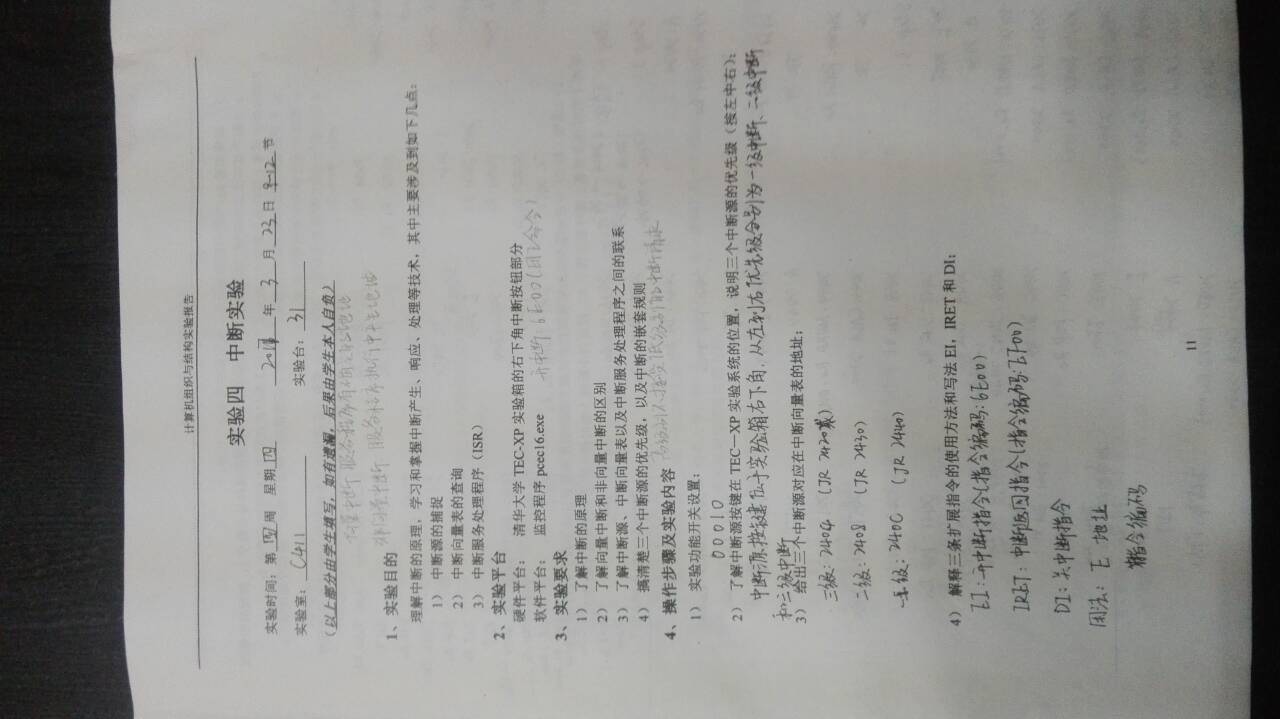 计算机组织与结构实验报告
实验四 中断实验
实验时间：第 四 周 星期 四 年 3 月 23 日 9-12 节
实验室： C411 实验台： 31
（以上部分由学生填写，如有遗漏，后果由学生本人自负）
向量中断 服务程序有确定的地址
非向量中断 服务程序执行中产生地址
1、实验目的
理解中断的原理，学习和掌握中断产生、响应、处理等技术，其中主要涉及到如下几点：
1） 中断源的捕捉
2） 中断向量表的查询
3） 中断服务处理程序（ISR）
2、实验平台
硬件平台： 清华大学 TEC-XP 实验箱的右下角中断按钮部分
软件平台： 监控程序 pcec16.exe 开中断：6E00(用E命令)
3、实验要求
1） 了解中断的原理
2） 了解向量中断和非向量中断的区别
3） 了解中断源、中断向量表以及中断服务处理程序之间的联系
4） 搞清楚三个中断源的优先级，以及中断的嵌套规则
高级别不接受低级别的中断请求
4、操作步骤及实验内容
1） 实验功能开关设置：
00010
2） 了解中断源按键在 TEC—XP 实验系统的位置，说明三个中断源的优先级（按左中右）：
中断源按键位于实验箱右下角，从左到右优先级分别为一级中断、二级中断
和三级中断
3） 给出三个中断源对应在中断向量表的地址：
三级：2404 （JR 2420）
二级：2408 （JR 2430）
一级：240C （JR 2440）
4） 解释三条扩展指令的使用方法和写法 EI，IRET 和 DI：
EI：开中断指令(指令编码：6E00)
IRET：中断返回指令(指令编码：EF00)
DI：关中断指令
用法： E 地址
指令编码
11